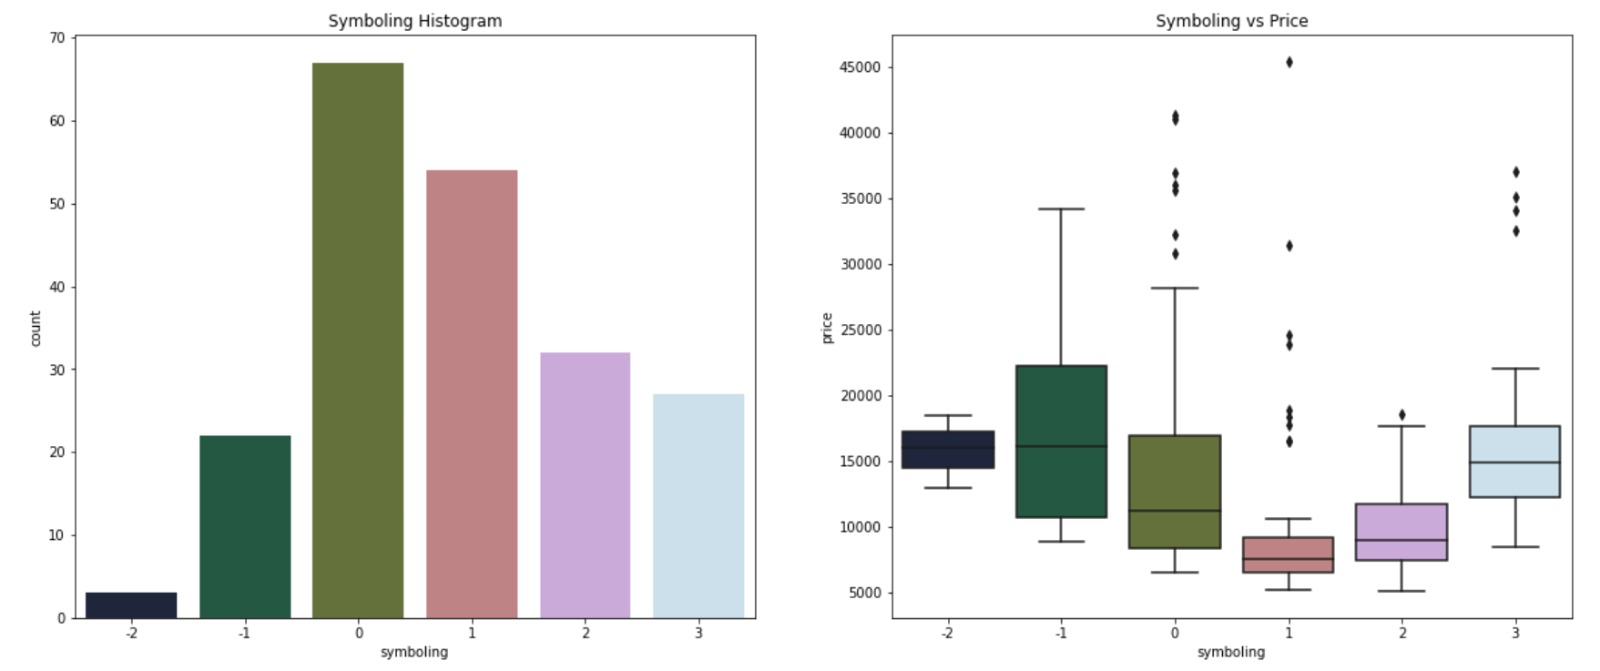 Symboling Histogram
70
60
50
40
30
20
10
0
count
-2 -1 0 1 2 3
symboling
Symboling vs Price
45000
40000
35000
30000
25000
20000
15000
10000
5000
price
-2 -1 0 1 2 3
symboling